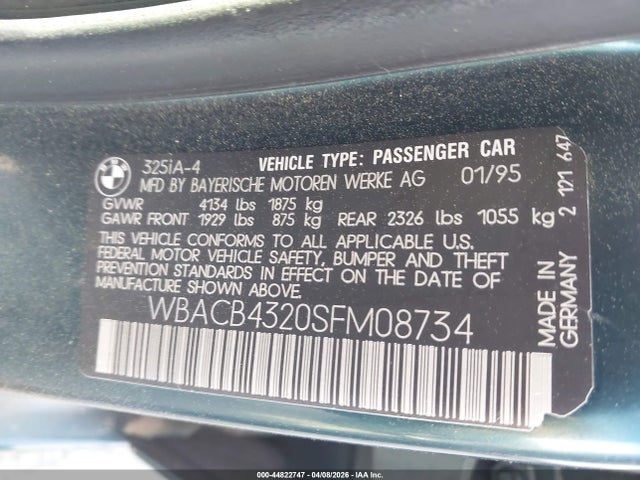 BMW
325iA-4 VEHICLE TYPE: PASSENGER CAR
MFD BY BAYERISCHE MOTOREN WERKE AG 01/95
GVWR 4134 lbs 1875 kg
GAWR FRONT 1929 lbs 875 kg REAR 2326 lbs 1055 kg
THIS VEHICLE CONFORMS TO ALL APPLICABLE U.S.
FEDERAL MOTOR VEHICLE SAFETY, BUMPER AND THEFT
PREVENTION STANDARDS IN EFFECT ON THE DATE OF
MANUFACTURE SHOWN ABOVE.
WBACB4320SFM08734
MADE IN
GERMANY
2 121 647
000-44822747 - 04/08/2026 - IAA Inc.